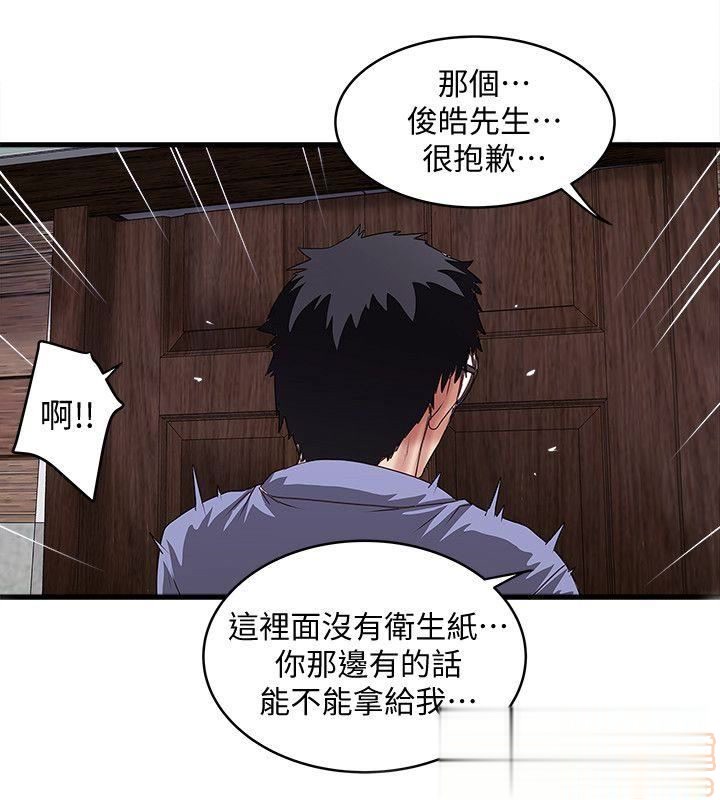 那個…
俊皓先生…
很抱歉…
啊!!
這裡面沒有衛生紙…
你那邊有的話
能不能拿給我…